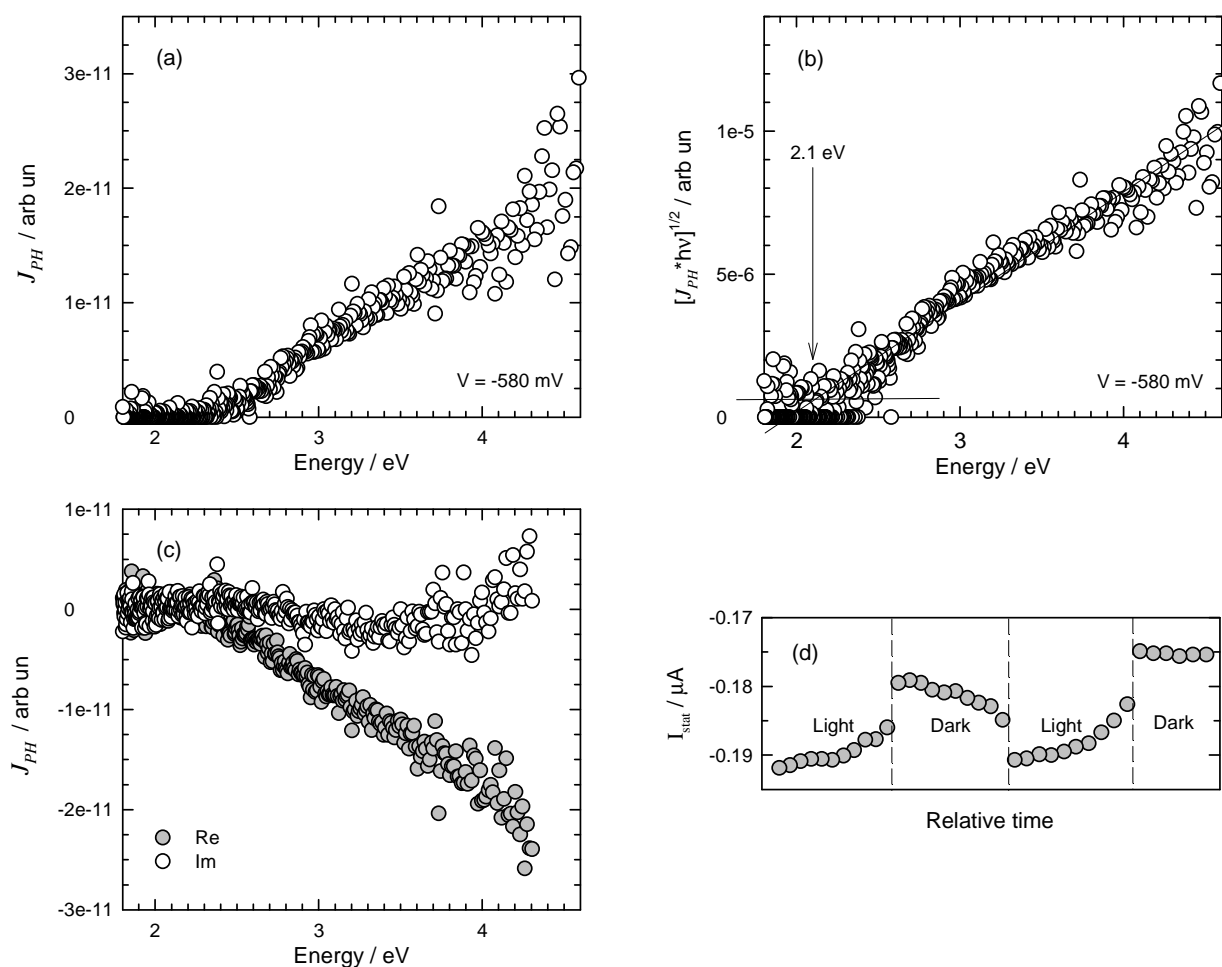 (a)
3e-11
2e-11
1e-11
0
J_PH / arb un
V = -580 mV
2 3 4
Energy / eV
(b)
1e-5
5e-6
0
[J_PH*hν]^1/2 / arb un
2.1 eV
V = -580 mV
2 3 4
Energy / eV
(c)
1e-11
0
-1e-11
-2e-11
-3e-11
J_PH / arb un
Re
Im
2 3 4
Energy / eV
(d)
-0.17
-0.18
-0.19
I_stat / μA
Light Dark Light Dark
Relative time